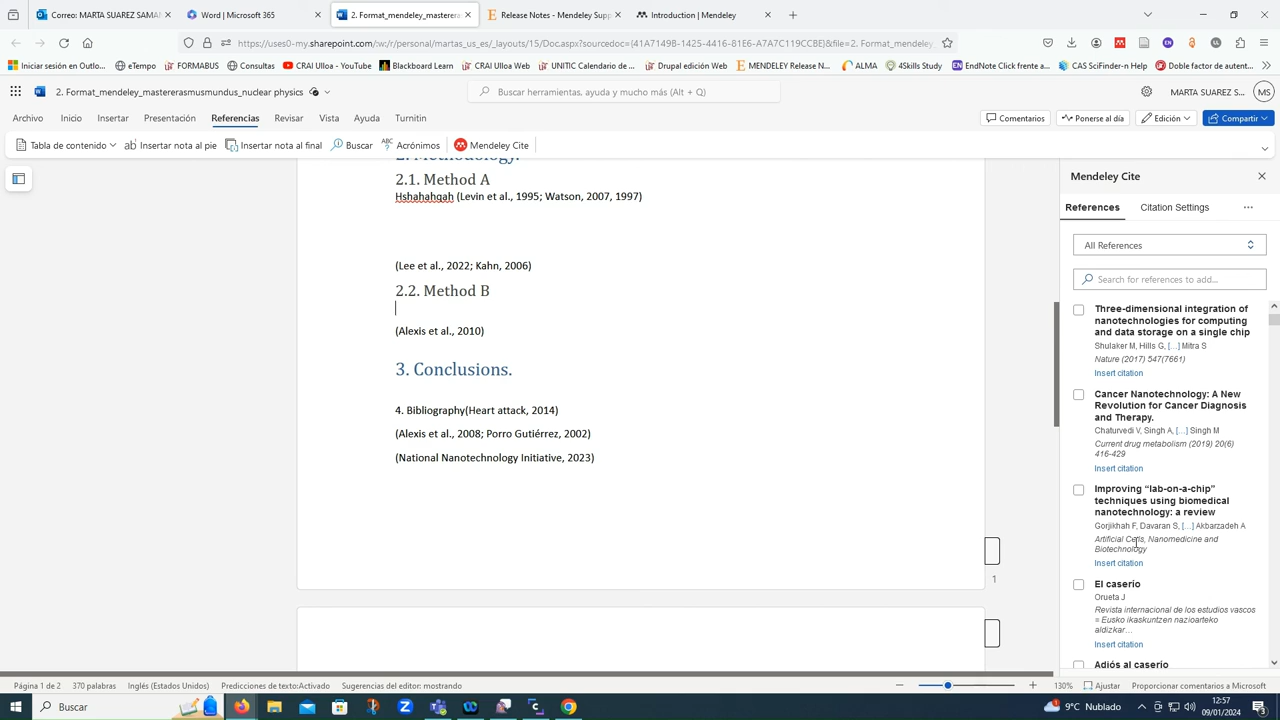 Correo: MARTA SUAREZ SAMA
Word | Microsoft 365
2. Format_mendeley_mastereras
Release Notes - Mendeley Supp
Introduction | Mendeley
https://uses0-my.sharepoint.com/:w:/r/pe
Iniciar sesión en Outlo...
eTempo
FORMABUS
Consultas
CRAI Ulloa - YouTube
Blackboard Learn
CRAI Ulloa Web
UNITIC Calendario de ...
Drupal edición Web
MENDELEY Release N...
ALMA
4Skills Study
EndNote Click frente a...
CAS SciFinder-n Help
Doble factor de autent...
2. Format_mendeley_mastererasmusmundus_nuclear physics
Buscar herramientas, ayuda y mucho más (Alt + Q)
MARTA SUAREZ S...
MS
Archivo
Inicio
Insertar
Presentación
Referencias
Revisar
Vista
Ayuda
Turnitin
Comentarios
Ponerse al día
Edición
Compartir
Tabla de contenido
Insertar nota al pie
Insertar nota al final
Buscar
Acrónimos
Mendeley Cite
2. Methodology.
2.1. Method A
Hshahahqah (Levin et al., 1995; Watson, 2007, 1997)
(Lee et al., 2022; Kahn, 2006)
2.2. Method B
(Alexis et al., 2010)
3. Conclusions.
4. Bibliography(Heart attack, 2014)
(Alexis et al., 2008; Porro Gutiérrez, 2002)
(National Nanotechnology Initiative, 2023)
1
Mendeley Cite
References
Citation Settings
All References
Search for references to add...
Three-dimensional integration of
nanotechnologies for computing
and data storage on a single chip
Shulaker M, Hills G, [...] Mitra S
Nature (2017) 547(7661)
Insert citation
Cancer Nanotechnology: A New
Revolution for Cancer Diagnosis
and Therapy.
Chaturvedi V, Singh A, [...] Singh M
Current drug metabolism (2019) 20(6)
416-429
Insert citation
Improving “lab-on-a-chip”
techniques using biomedical
nanotechnology: a review
Gorjikhah F, Davaran S, [...] Akbarzadeh A
Artificial Cells, Nanomedicine and
Biotechnology
Insert citation
El caserio
Orueta J
Revista internacional de los estudios vascos
= Eusko ikaskuntzen nazioarteko
aldizkar...
Insert citation
Adiós al caserio
Página 1 de 2
370 palabras
Inglés (Estados Unidos)
Predicciones de texto:Activado
Sugerencias del editor: mostrando
130%
Ajustar
Proporcionar comentarios a Microsoft
Buscar
9°C Nublado
12:57
09/01/2024